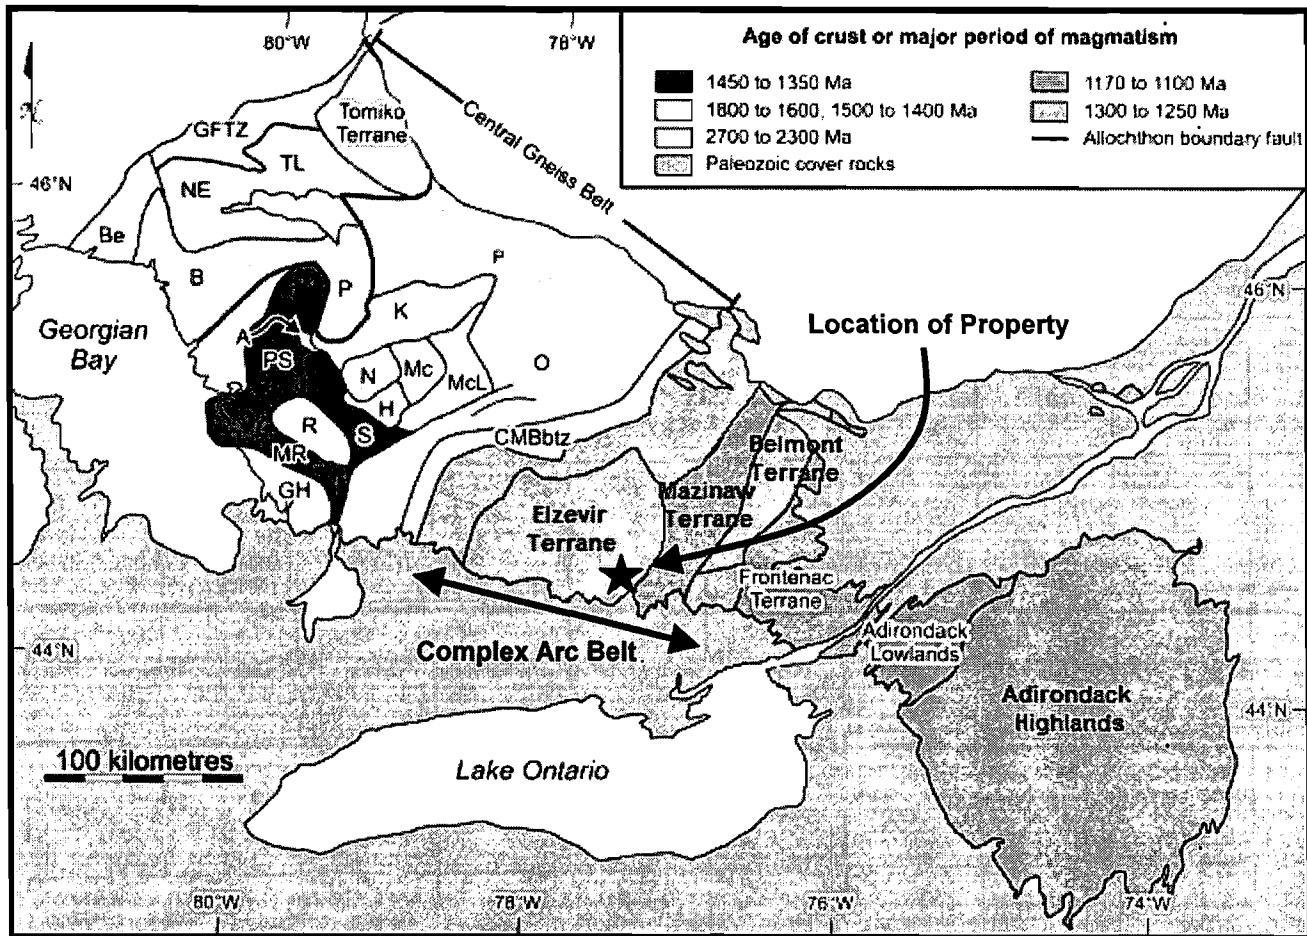 80°W
78°W
Age of crust or major period of magmatism
1450 to 1350 Ma
1800 to 1600, 1500 to 1400 Ma
2700 to 2300 Ma
Paleozoic cover rocks
1170 to 1100 Ma
1300 to 1250 Ma
Allochthon boundary fault
Central Gneiss Belt
Tomiko
Terrane
GFTZ
TL
NE
46°N
Be
B
P
P
K
46°N
Georgian
Bay
A
A
PS
N
Mc
McL
O
H
R
S
MR
GH
CMBbtz
Location of Property
Belmont
Terrane
Mazinaw
Terrane
Elzevir
Terrane
Frontenac
Terrane
Adirondack
Lowlands
Complex Arc Belt
44°N
Adirondack
Highlands
44°N
100 kilometres
Lake Ontario
80°W
78°W
76°W
74°W